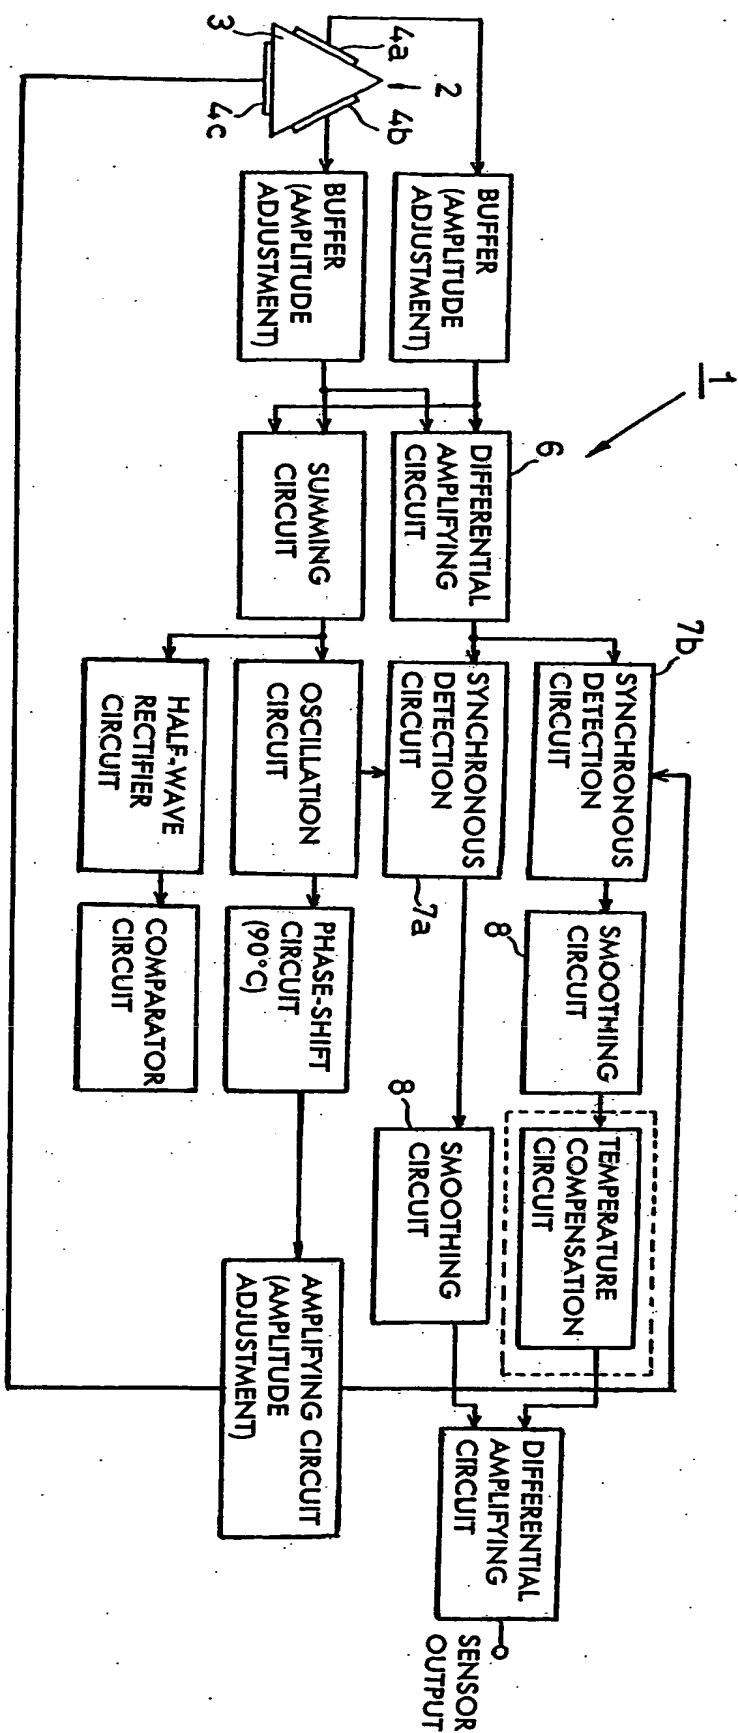 1
2
3
4a
4b
4c
BUFFER
(AMPLITUDE
ADJUSTMENT)
BUFFER
(AMPLITUDE
ADJUSTMENT)
6
DIFFERENTIAL
AMPLIFYING
CIRCUIT
SUMMING
CIRCUIT
7b
SYNCHRONOUS
DETECTION
CIRCUIT
SYNCHRONOUS
DETECTION
CIRCUIT
7a
OSCILLATION
CIRCUIT
HALF-WAVE
RECTIFIER
CIRCUIT
8
SMOOTHING
CIRCUIT
PHASE-SHIFT
CIRCUIT
(90°C)
COMPARATOR
CIRCUIT
TEMPERATURE
COMPENSATION
CIRCUIT
8
SMOOTHING
CIRCUIT
AMPLIFYING CIRCUIT
(AMPLITUDE
ADJUSTMENT)
DIFFERENTIAL
AMPLIFYING
CIRCUIT
SENSOR
OUTPUT